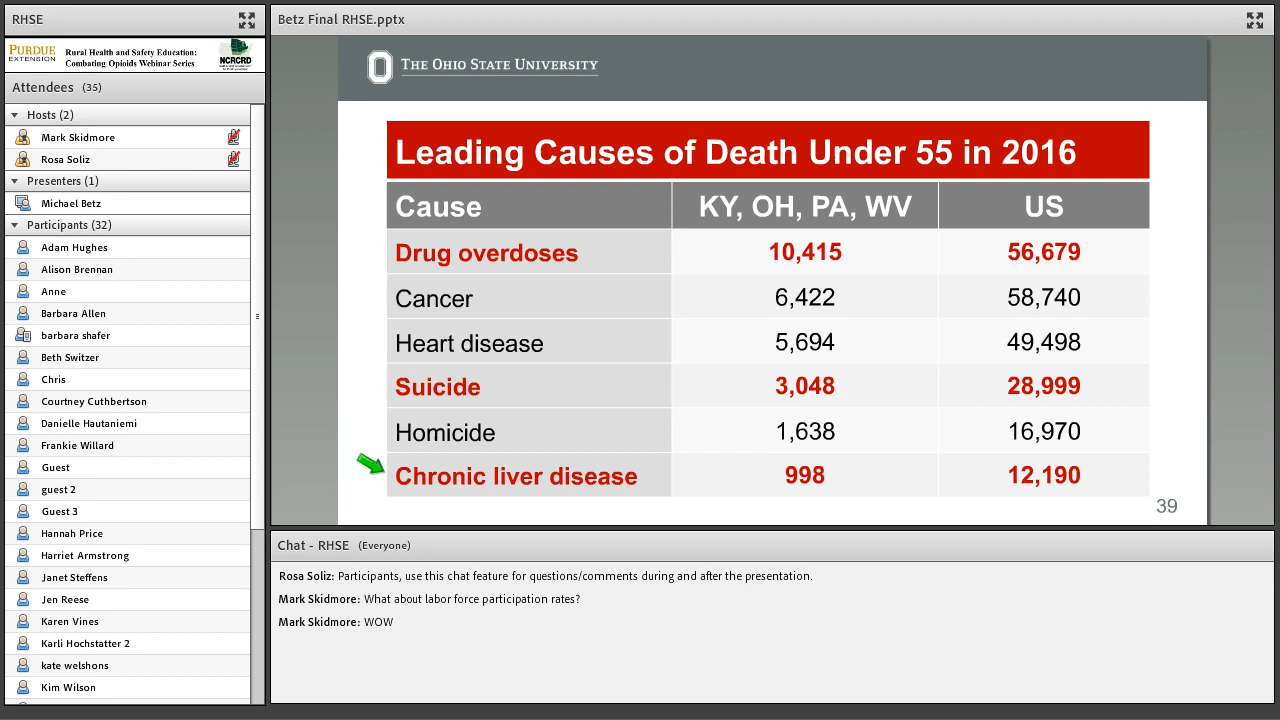 RHSE
PURDUE
EXTENSION
Rural Health and Safety Education:
Combating Opioids Webinar Series
NCRCRD
Attendees (35)
Hosts (2)
Mark Skidmore
Rosa Soliz
Presenters (1)
Michael Betz
Participants (32)
Adam Hughes
Alison Brennan
Anne
Barbara Allen
barbara shafer
Beth Switzer
Chris
Courtney Cuthbertson
Danielle Hautaniemi
Frankie Willard
Guest
guest 2
Guest 3
Hannah Price
Harriet Armstrong
Janet Steffens
Jen Reese
Karen Vines
Karli Hochstatter 2
kate welshons
Kim Wilson
Betz Final RHSE.pptx
THE OHIO STATE UNIVERSITY
Leading Causes of Death Under 55 in 2016
Cause KY, OH, PA, WV US
Drug overdoses 10,415 56,679
Cancer 6,422 58,740
Heart disease 5,694 49,498
Suicide 3,048 28,999
Homicide 1,638 16,970
Chronic liver disease 998 12,190
39
Chat - RHSE (Everyone)
Rosa Soliz: Participants, use this chat feature for questions/comments during and after the presentation.
Mark Skidmore: What about labor force participation rates?
Mark Skidmore: WOW